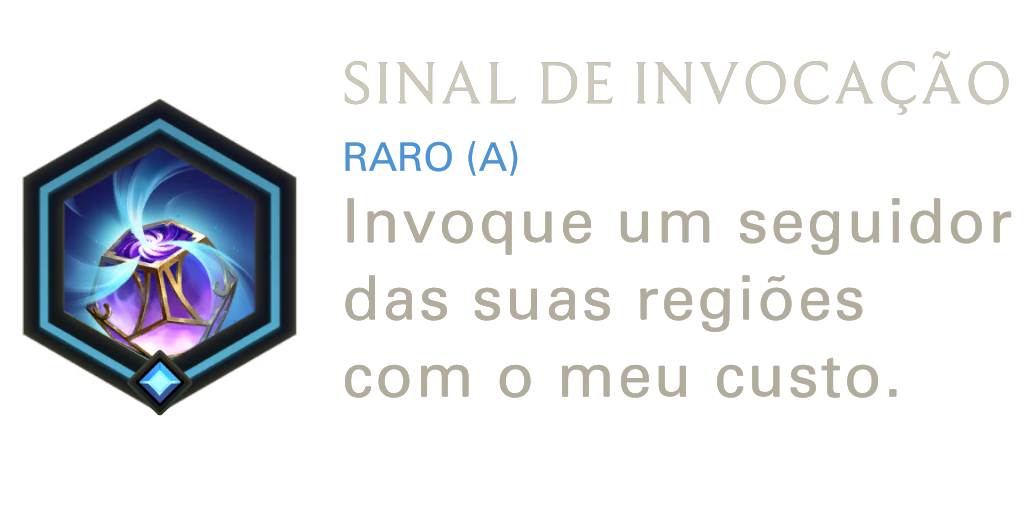 SINAL DE INVOCAÇÃO
RARO (A)
Invoque um seguidor
das suas regiões
com o meu custo.